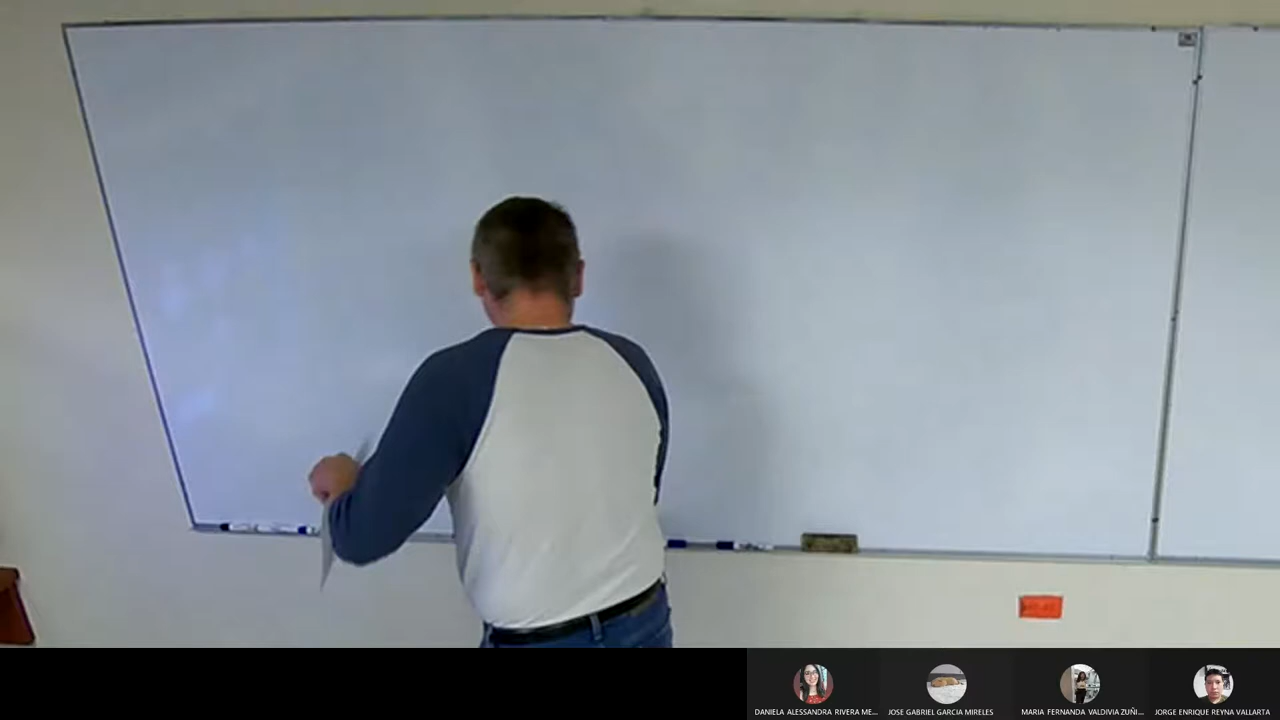 DANIELA ALESSANDRA RIVERA ME...
JOSE GABRIEL GARCIA MIRELES
MARIA FERNANDA VALDIVIA ZUÑI...
JORGE ENRIQUE REYNA VALLARTA